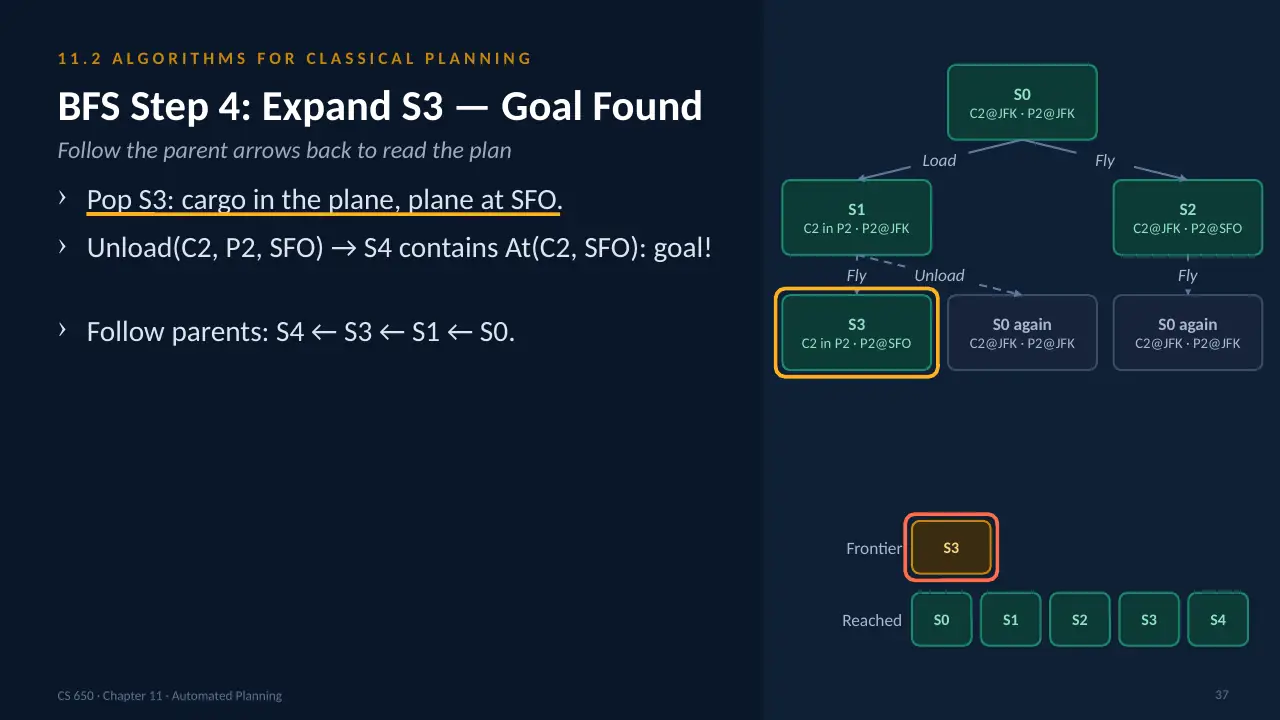 11.2 ALGORITHMS FOR CLASSICAL PLANNING
BFS Step 4: Expand S3 — Goal Found
Follow the parent arrows back to read the plan
› Pop S3: cargo in the plane, plane at SFO.
› Unload(C2, P2, SFO) → S4 contains At(C2, SFO): goal!
› Follow parents: S4 ← S3 ← S1 ← S0.
S0
C2@JFK · P2@JFK
Load
Fly
S1
C2 in P2 · P2@JFK
S2
C2@JFK · P2@SFO
Fly
Unload
Fly
S3
C2 in P2 · P2@SFO
S0 again
C2@JFK · P2@JFK
S0 again
C2@JFK · P2@JFK
Frontier
S3
Reached
S0
S1
S2
S3
S4
CS 650 · Chapter 11 · Automated Planning
37